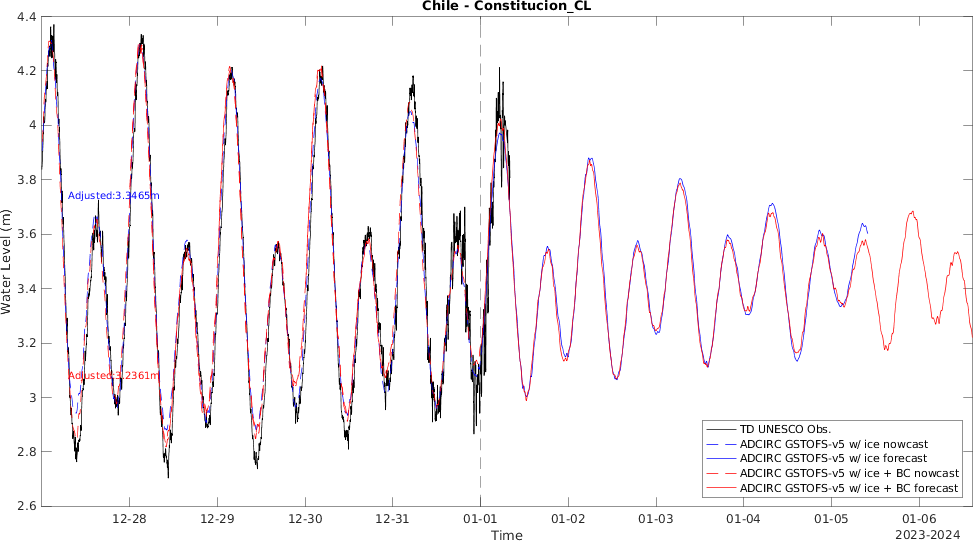 Chile - Constitucion_CL
4.4
4.2
4
3.8
3.6
3.4
3.2
3
2.8
2.6
Water Level (m)
Adjusted:3.3465m
Adjusted:3.2361m
TD UNESCO Obs.
ADCIRC GSTOFS-v5 w/ ice nowcast
ADCIRC GSTOFS-v5 w/ ice forecast
ADCIRC GSTOFS-v5 w/ ice + BC nowcast
ADCIRC GSTOFS-v5 w/ ice + BC forecast
12-28 12-29 12-30 12-31 01-01 01-02 01-03 01-04 01-05 01-06
Time
2023-2024